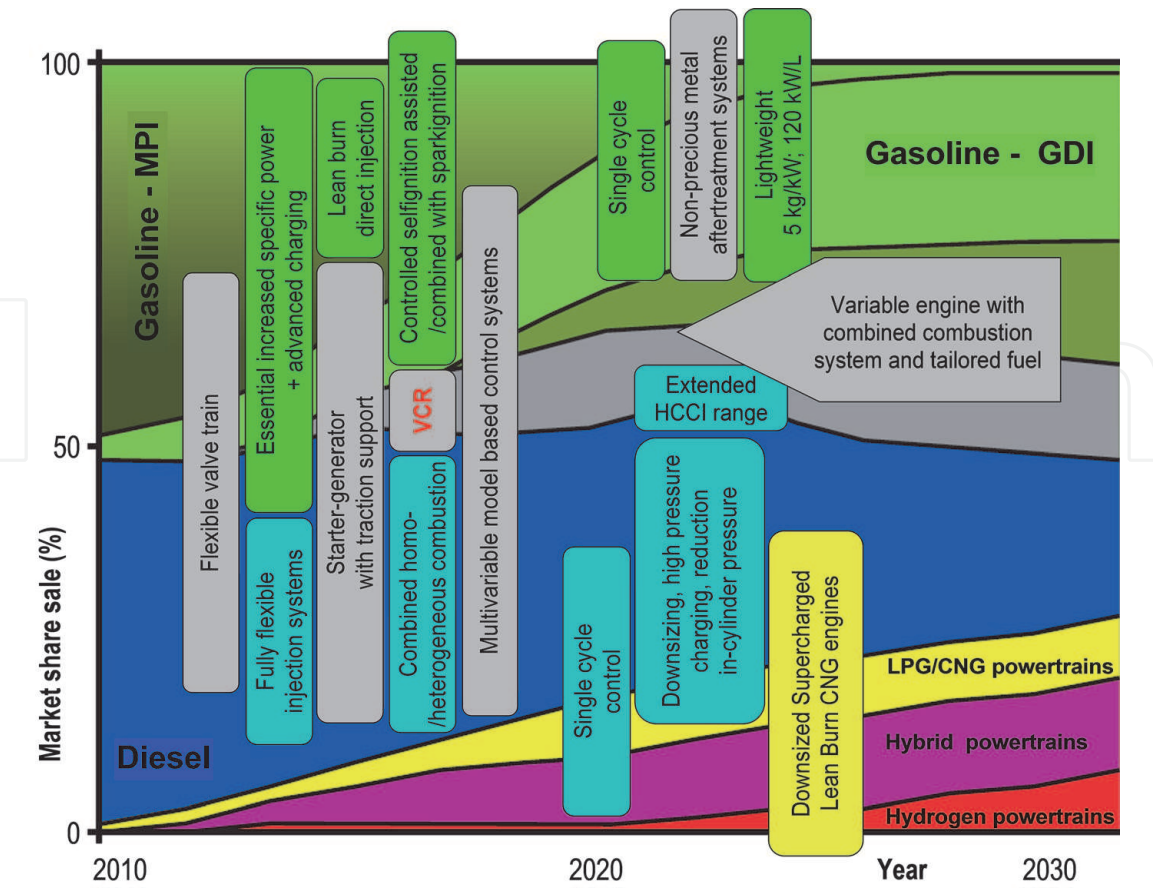 100
50
0
Market share sale (%)
Gasoline - MPI
Flexible valve train
Essential increased specific power
+ advanced charging
Fully flexible
injection systems
Lean burn
direct injection
Starter-generator
with traction support
Controlled selfignition assisted
/combined with sparkignition
VCR
Combined homo-
/heterogeneous combustion
Multivariable model based control systems
Single cycle
control
Non-precious metal
aftertreatment systems
Lightweight
5 kg/kW; 120 kW/L
Gasoline - GDI
Variable engine with
combined combustion
system and tailored fuel
Extended
HCCI range
Downsizing, high pressure
charging, reduction
in-cylinder pressure
Single cycle
control
Downsized Supercharged
Lean Burn CNG engines
Diesel
LPG/CNG powertrains
Hybrid powertrains
Hydrogen powertrains
2010
2020
Year
2030